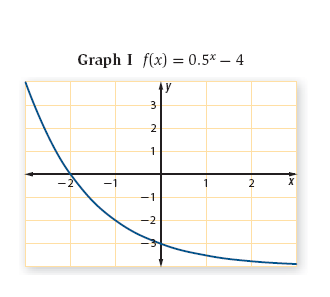 Graph I f(x) = 0.5ˣ – 4
y
3
2
1
–2 –1 1 2 x
–1
–2
–3